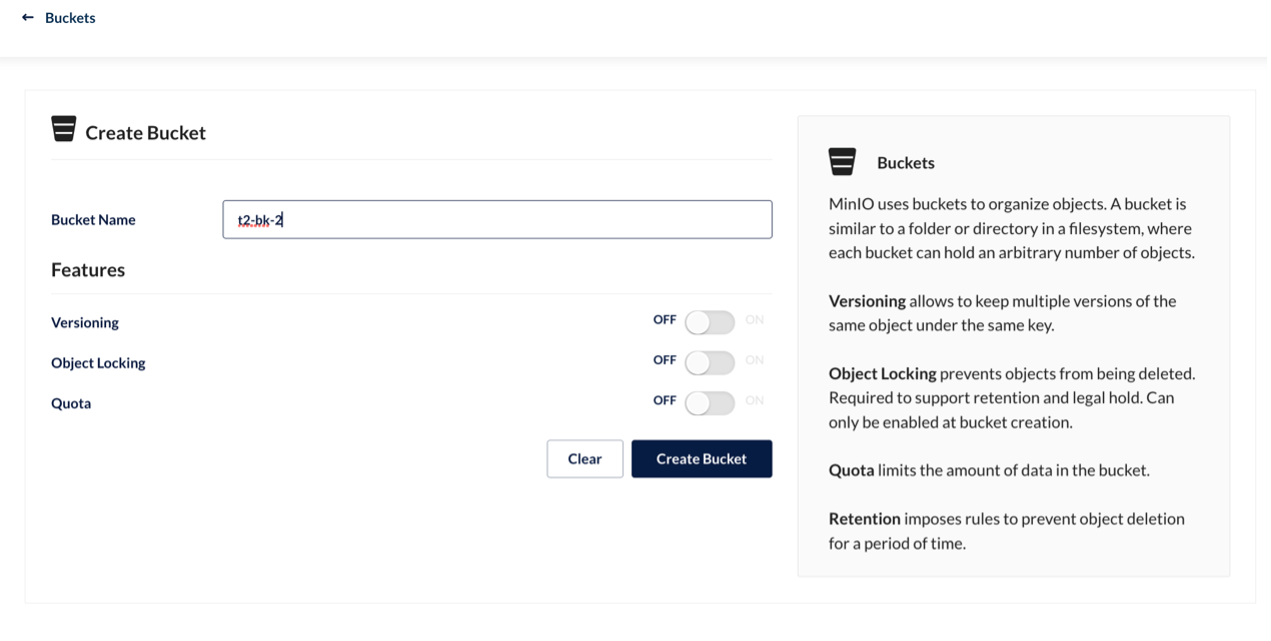 ← Buckets
Create Bucket
Bucket Name
t2-bk-2
Features
Versioning
OFF
ON
Object Locking
OFF
ON
Quota
OFF
ON
Clear
Create Bucket
Buckets
MinIO uses buckets to organize objects. A bucket is
similar to a folder or directory in a filesystem, where
each bucket can hold an arbitrary number of objects.
Versioning allows to keep multiple versions of the
same object under the same key.
Object Locking prevents objects from being deleted.
Required to support retention and legal hold. Can
only be enabled at bucket creation.
Quota limits the amount of data in the bucket.
Retention imposes rules to prevent object deletion
for a period of time.